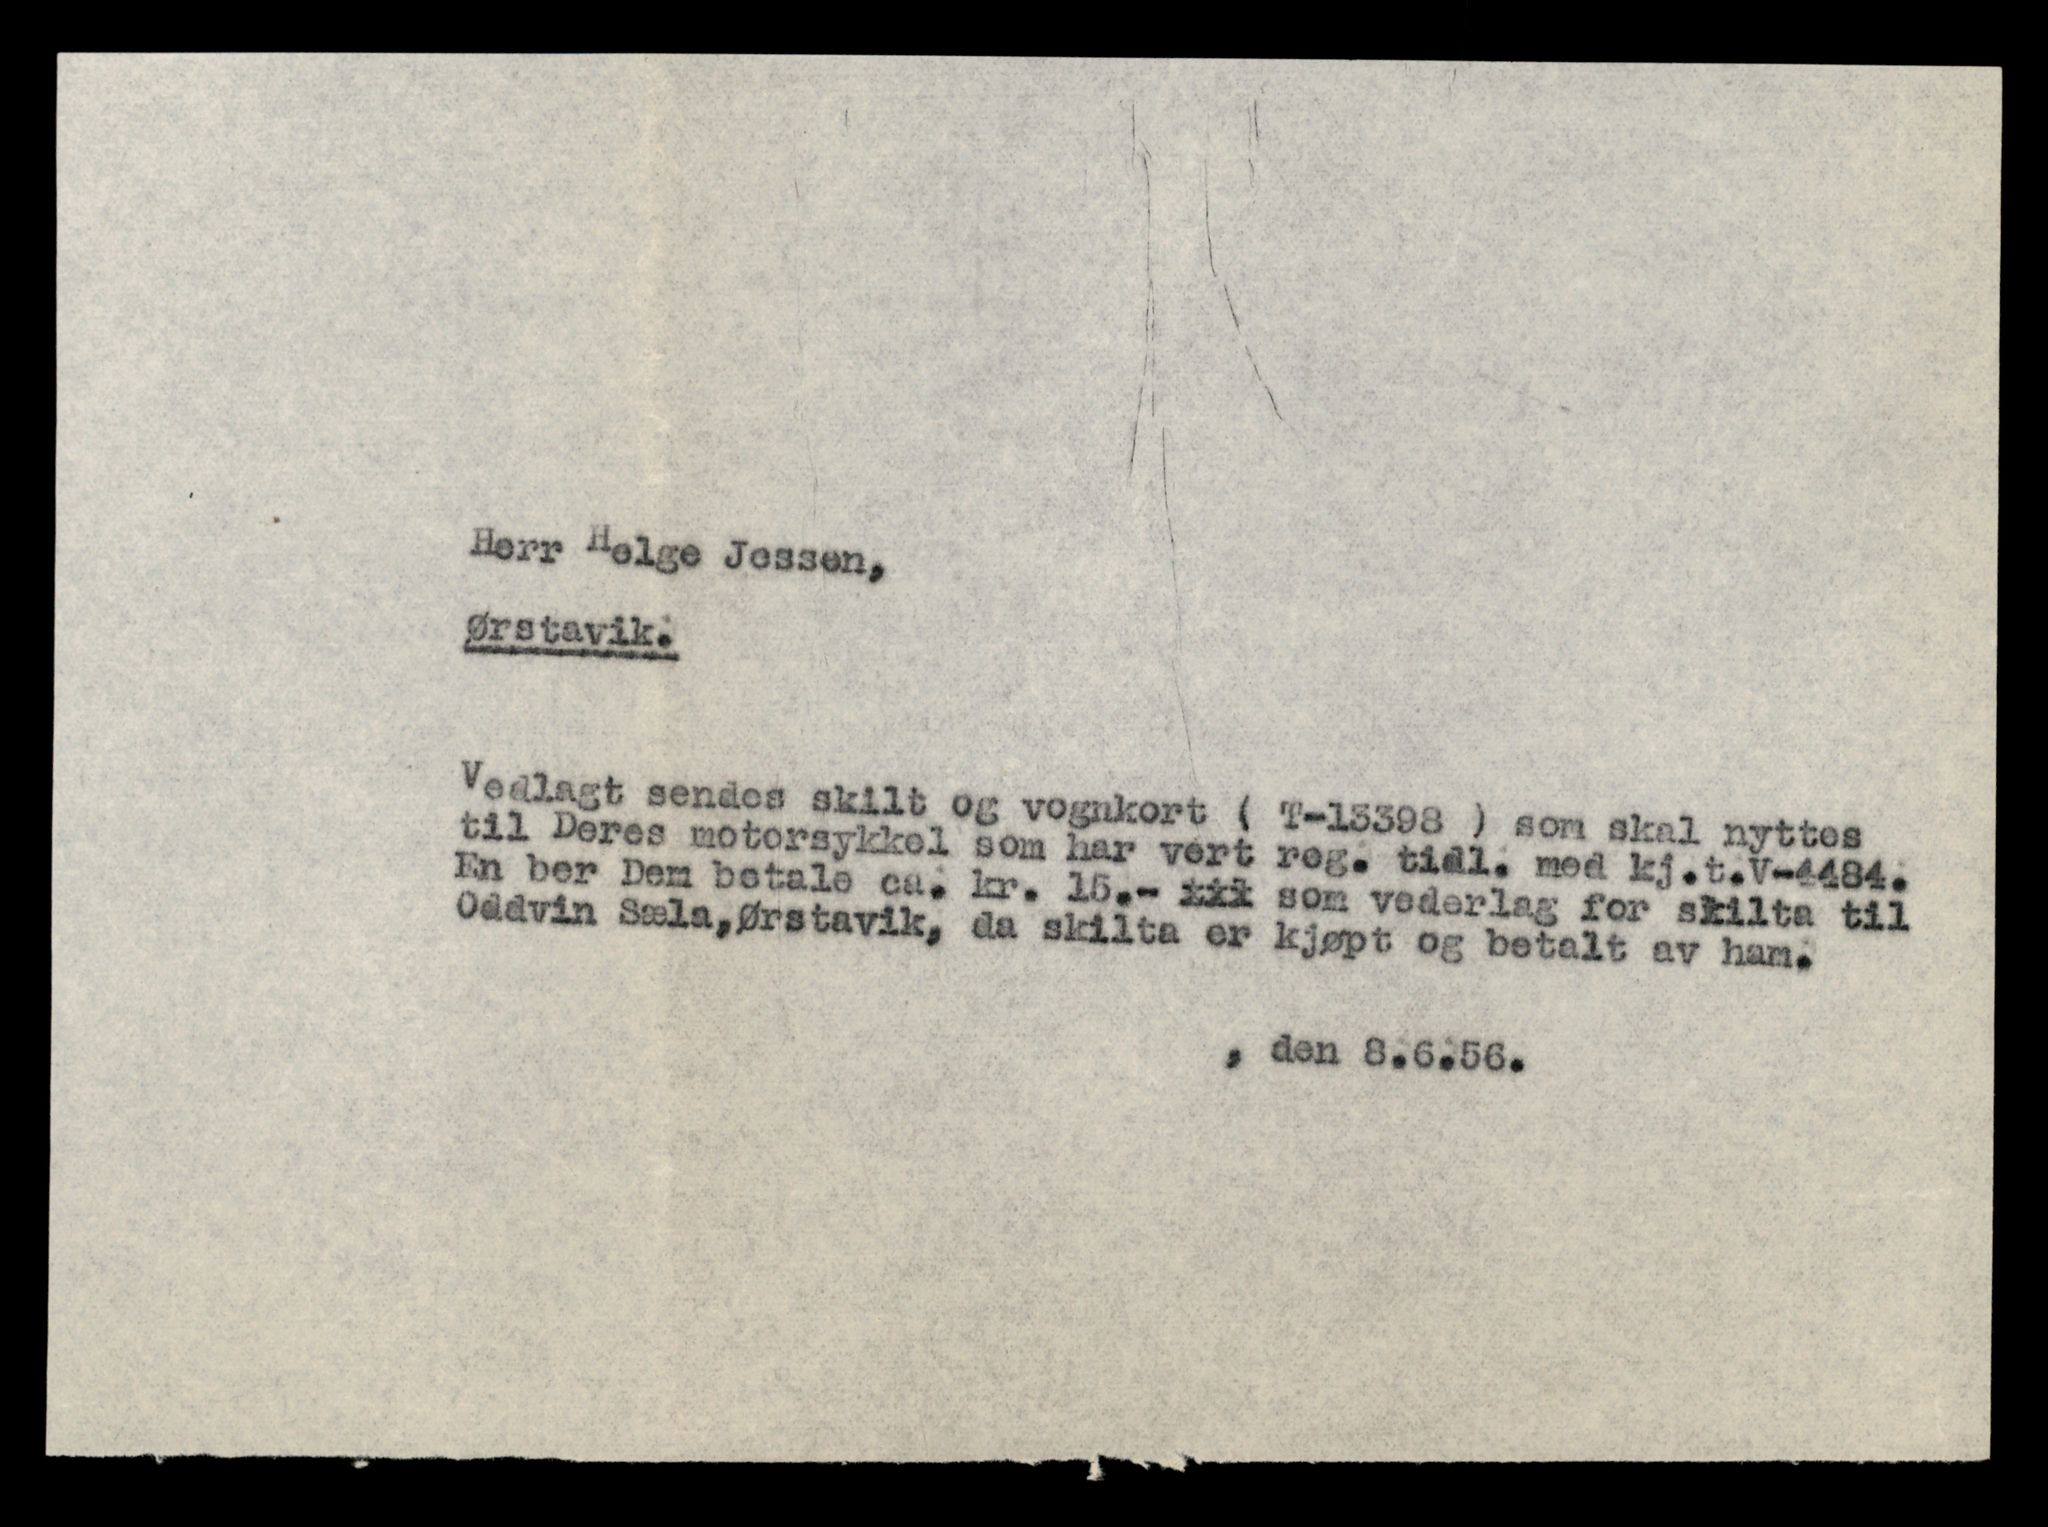 Herr Helge Jessen,
Ørstavik.
Vedlagt sendes skilt og vognkort ( T-13398 ) som skal nyttes
til Deres motorsykkel som har vert reg. tidl. med kj.t.V-4484.
En ber Dem betale ca. kr. 15.- til som vederlag for skilta til
Oddvin Sæla,Ørstavik, da skilta er kjøpt og betalt av ham.
, den 8.6.56.